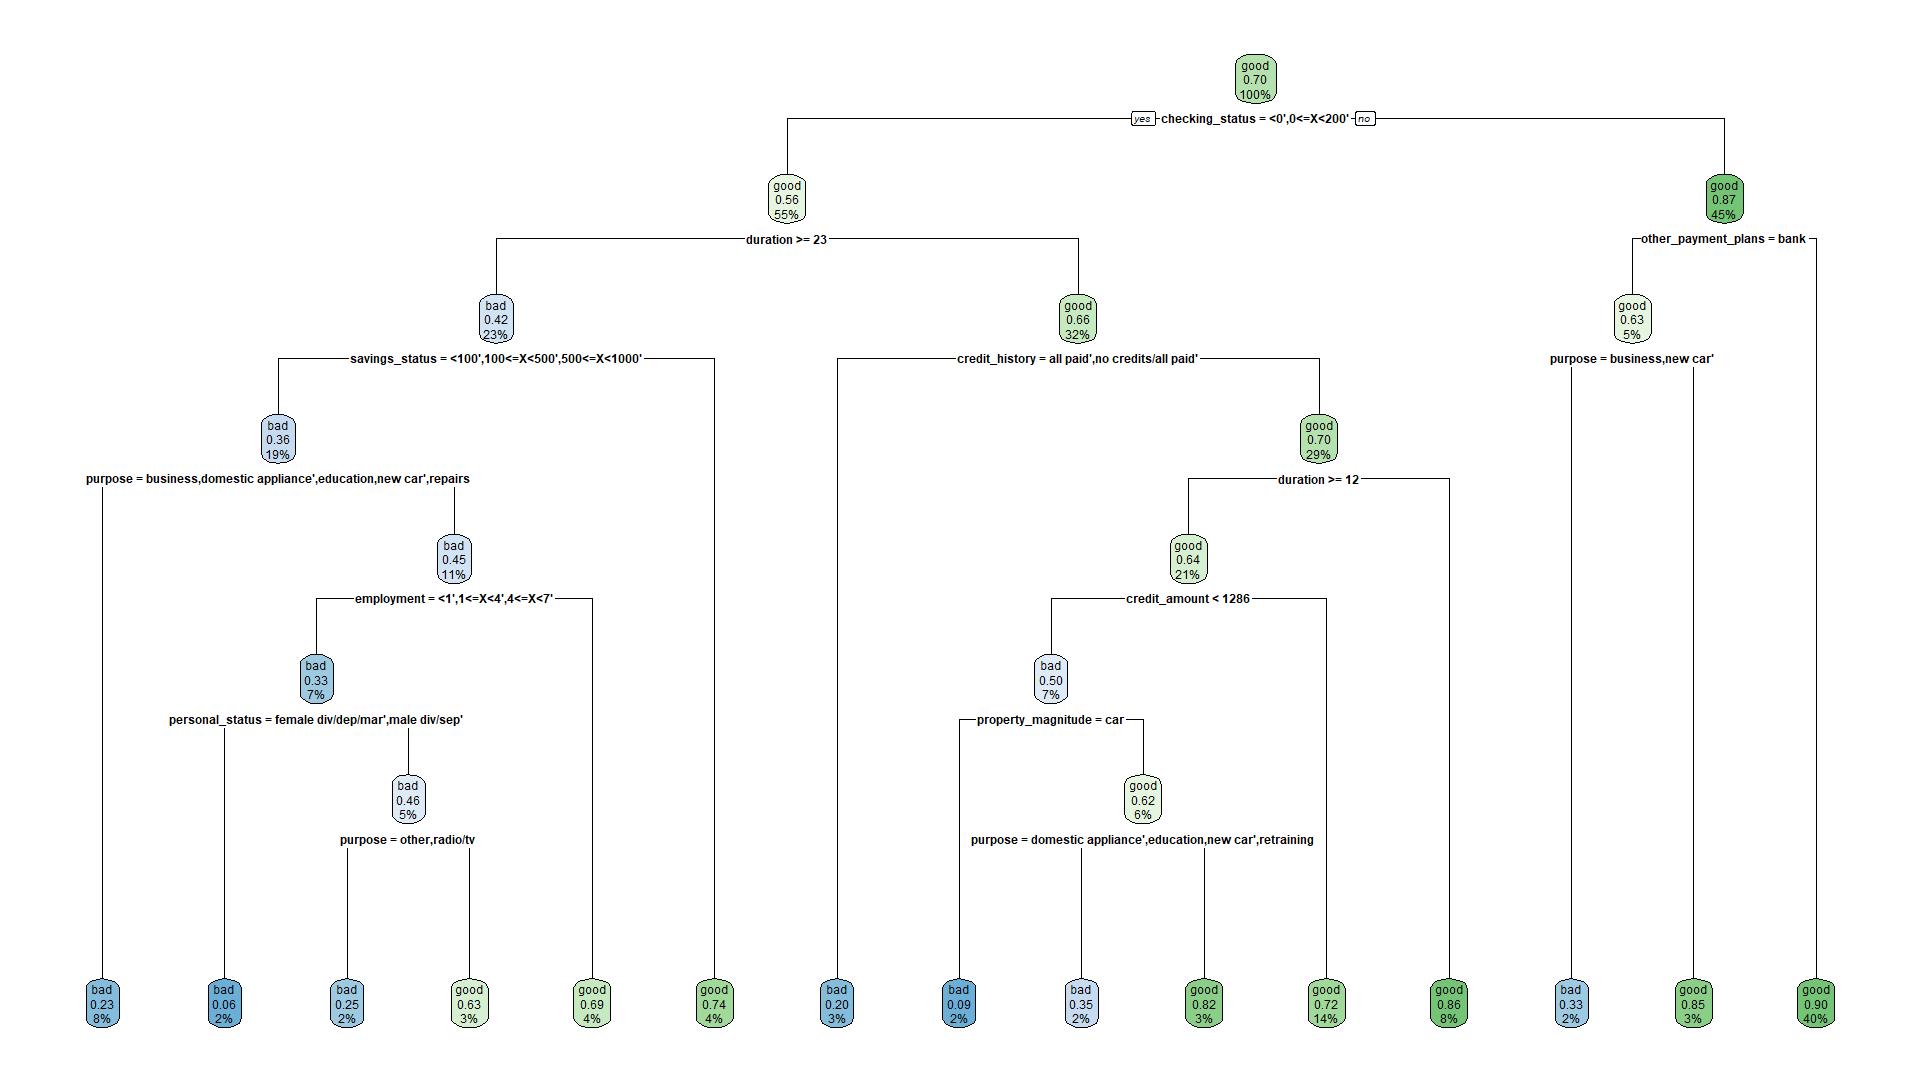 good
0.70
100%
yes checking_status = <0',0<=X<200' no
good
0.56
55%
good
0.87
45%
duration >= 23
other_payment_plans = bank
bad
0.42
23%
good
0.66
32%
good
0.63
5%
savings_status = <100',100<=X<500',500<=X<1000'
credit_history = all paid',no credits/all paid'
purpose = business,new car'
bad
0.36
19%
good
0.70
29%
purpose = business,domestic appliance',education,new car',repairs
duration >= 12
bad
0.45
11%
good
0.64
21%
employment = <1',1<=X<4',4<=X<7'
credit_amount < 1286
bad
0.33
7%
bad
0.50
7%
personal_status = female div/dep/mar',male div/sep'
property_magnitude = car
bad
0.46
5%
good
0.62
6%
purpose = other,radio/tv
purpose = domestic appliance',education,new car',retraining
bad
0.23
8%
bad
0.06
2%
bad
0.25
2%
good
0.63
3%
good
0.69
4%
good
0.74
4%
bad
0.20
3%
bad
0.09
2%
bad
0.35
2%
good
0.82
3%
good
0.72
14%
good
0.86
8%
bad
0.33
2%
good
0.85
3%
good
0.90
40%